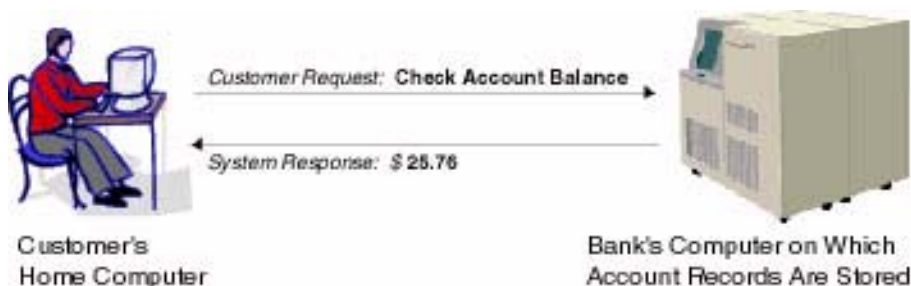 Customer Request: Check Account Balance
System Response: $ 25.76
Customer's
Home Computer
Bank's Computer on Which
Account Records Are Stored